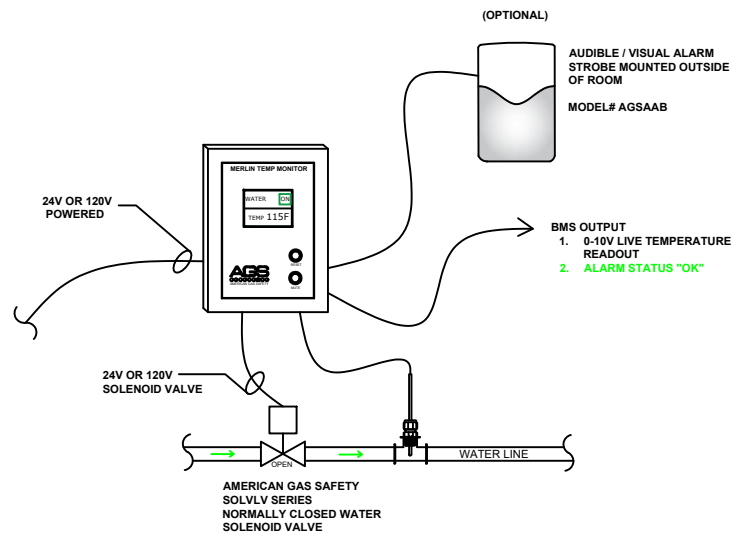 (OPTIONAL)
AUDIBLE / VISUAL ALARM
STROBE MOUNTED OUTSIDE
OF ROOM
MODEL# AGSAAB
MERLIN TEMP MONITOR
WATER ON
TEMP 115F
RESET
MUTE
AGS
AMERICAN GAS SAFETY
24V OR 120V
POWERED
BMS OUTPUT
1. 0-10V LIVE TEMPERATURE
READOUT
2. ALARM STATUS "OK"
24V OR 120V
SOLENOID VALVE
OPEN
WATER LINE
AMERICAN GAS SAFETY
SOLVLV SERIES
NORMALLY CLOSED WATER
SOLENOID VALVE